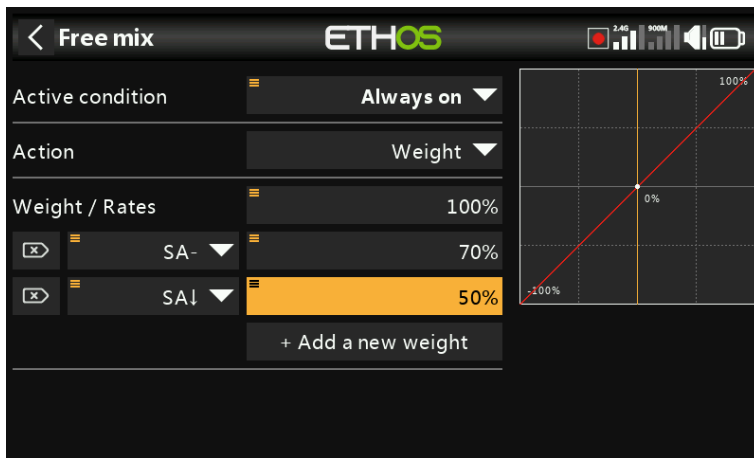 Free mix ETHOS 2.4G 900M
Active condition Always on
100%
Action Weight
Weight / Rates 100%
0%
SA- 70%
SA↓ 50%
-100%
+ Add a new weight